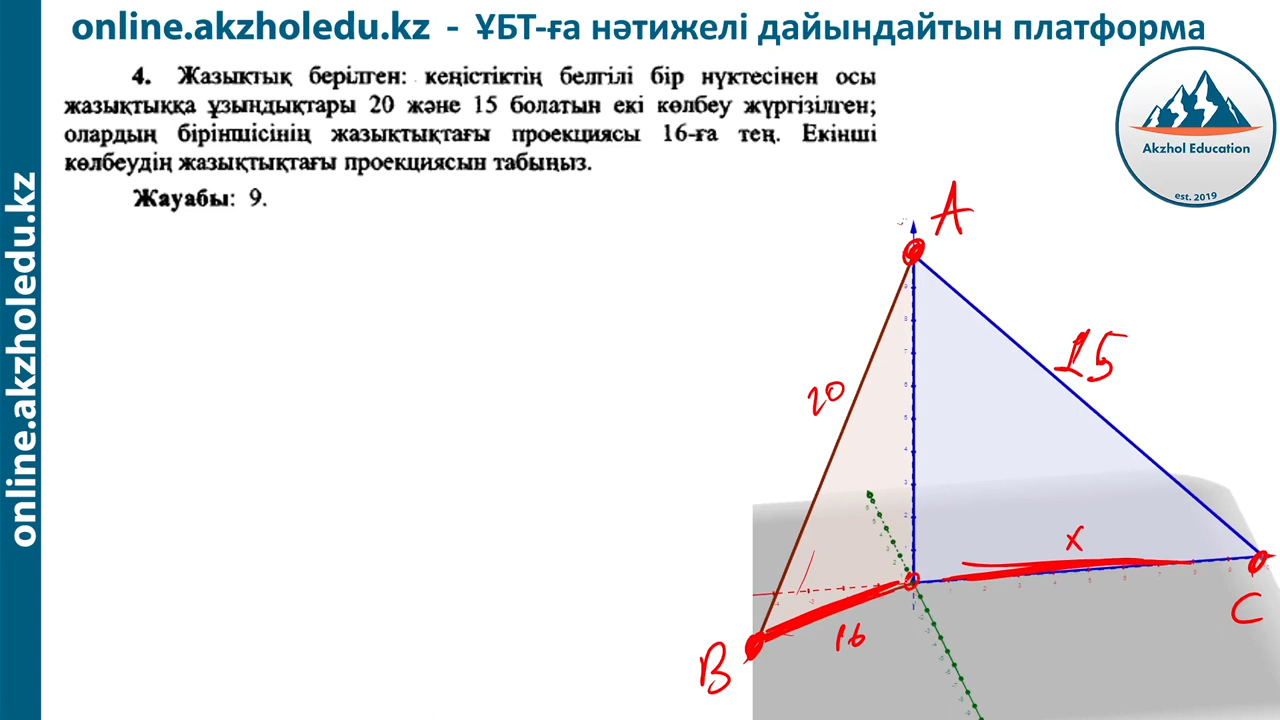 online.akzholedu.kz - ҰБТ-ға нәтижелі дайындайтын платформа
4. Жазықтық берілген: кеңістіктің белгілі бір нүктесінен осы
жазықтыққа ұзындықтары 20 және 15 болатын екі көлбеу жүргізілген;
олардың біріншісінің жазықтықтағы проекциясы 16-ға тең. Екінші
көлбеудің жазықтықтағы проекциясын табыңыз.
Жауабы: 9.
Akzhol Education
est. 2019
online.akzholedu.kz
A
20
15
x
16
B
C